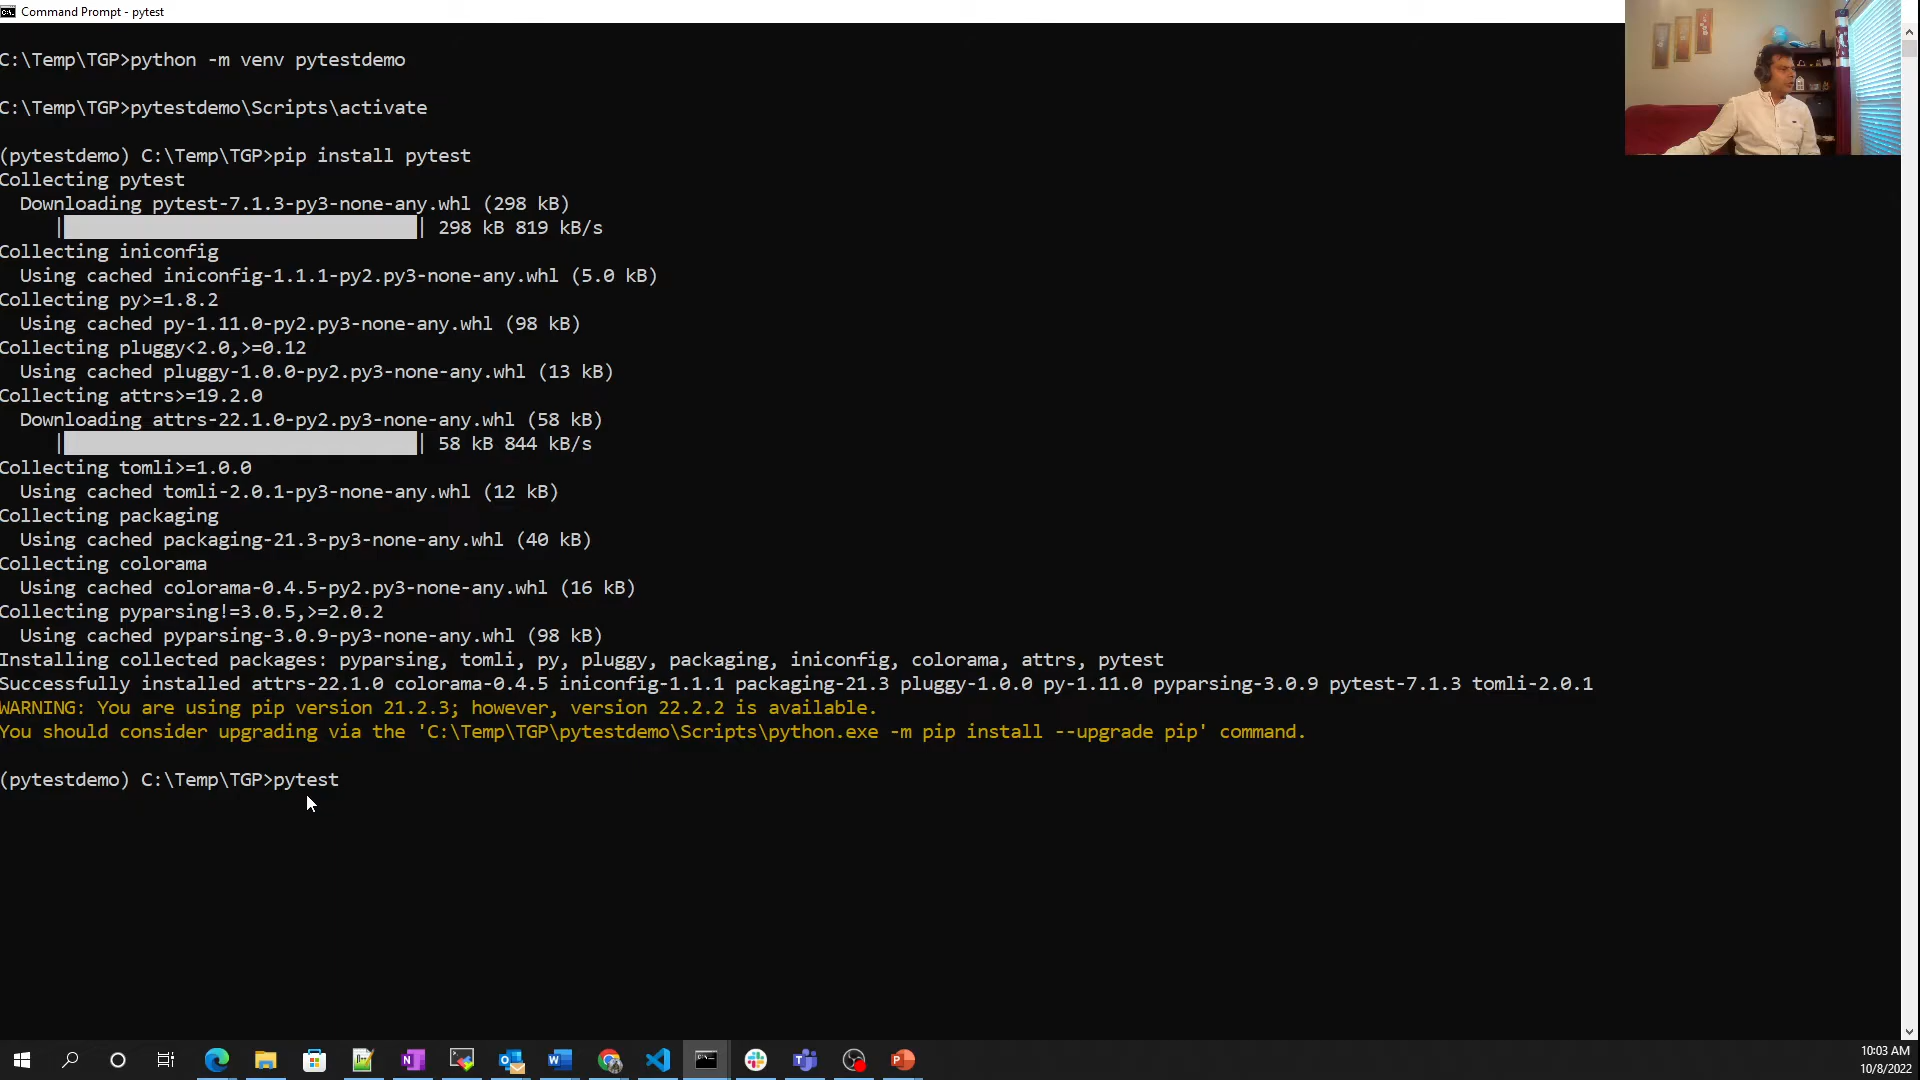 Command Prompt - pytest
C:\Temp\TGP>python -m venv pytestdemo
C:\Temp\TGP>pytestdemo\Scripts\activate
(pytestdemo) C:\Temp\TGP>pip install pytest
Collecting pytest
  Downloading pytest-7.1.3-py3-none-any.whl (298 kB)
     |████████████████████████████████| 298 kB 819 kB/s
Collecting iniconfig
  Using cached iniconfig-1.1.1-py2.py3-none-any.whl (5.0 kB)
Collecting py>=1.8.2
  Using cached py-1.11.0-py2.py3-none-any.whl (98 kB)
Collecting pluggy<2.0,>=0.12
  Using cached pluggy-1.0.0-py2.py3-none-any.whl (13 kB)
Collecting attrs>=19.2.0
  Downloading attrs-22.1.0-py2.py3-none-any.whl (58 kB)
     |████████████████████████████████| 58 kB 844 kB/s
Collecting tomli>=1.0.0
  Using cached tomli-2.0.1-py3-none-any.whl (12 kB)
Collecting packaging
  Using cached packaging-21.3-py3-none-any.whl (40 kB)
Collecting colorama
  Using cached colorama-0.4.5-py2.py3-none-any.whl (16 kB)
Collecting pyparsing!=3.0.5,>=2.0.2
  Using cached pyparsing-3.0.9-py3-none-any.whl (98 kB)
Installing collected packages: pyparsing, tomli, py, pluggy, packaging, iniconfig, colorama, attrs, pytest
Successfully installed attrs-22.1.0 colorama-0.4.5 iniconfig-1.1.1 packaging-21.3 pluggy-1.0.0 py-1.11.0 pyparsing-3.0.9 pytest-7.1.3 tomli-2.0.1
WARNING: You are using pip version 21.2.3; however, version 22.2.2 is available.
You should consider upgrading via the 'C:\Temp\TGP\pytestdemo\Scripts\python.exe -m pip install --upgrade pip' command.
(pytestdemo) C:\Temp\TGP>pytest
10:03 AM
10/8/2022